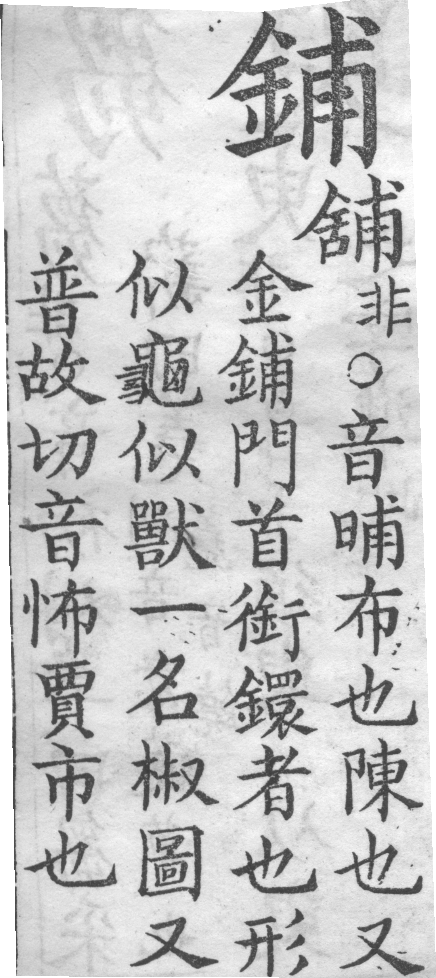 鋪
舖非○音晡布也陳也又
金鋪門首銜鐶者也形
似龜似獸一名椒圖又
普故切音怖賈市也